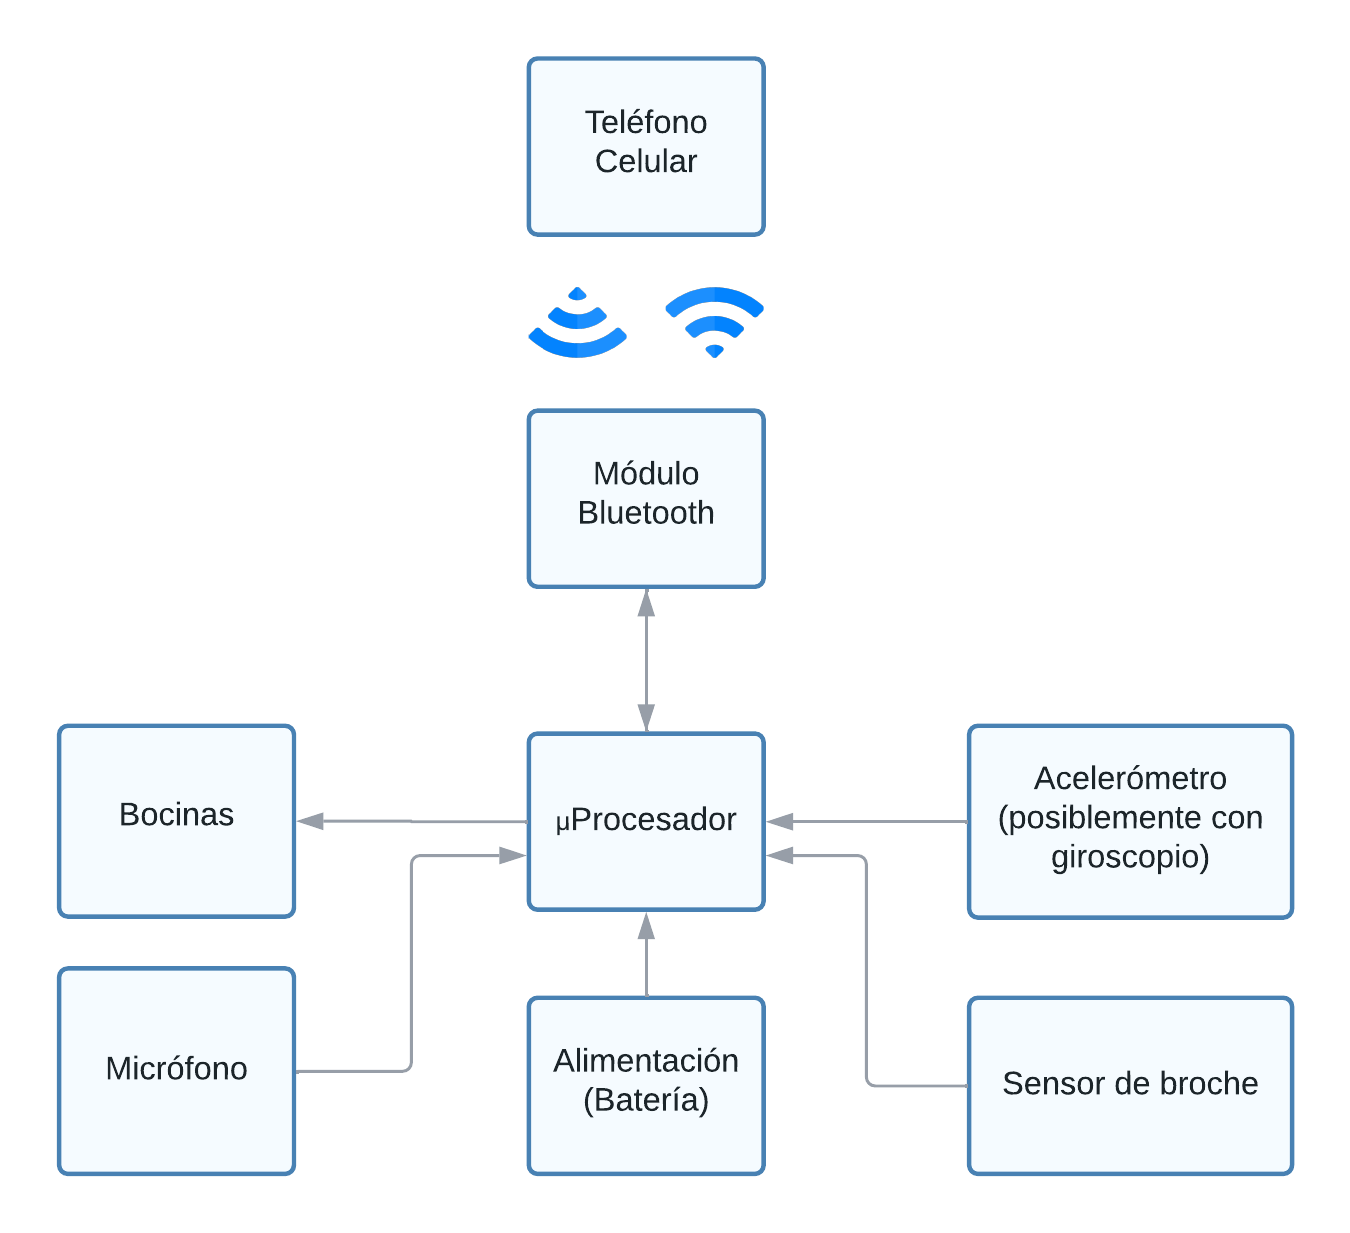 Teléfono
Celular
Módulo
Bluetooth
Bocinas
µProcesador
Acelerómetro
(posiblemente con
giroscopio)
Micrófono
Alimentación
(Batería)
Sensor de broche